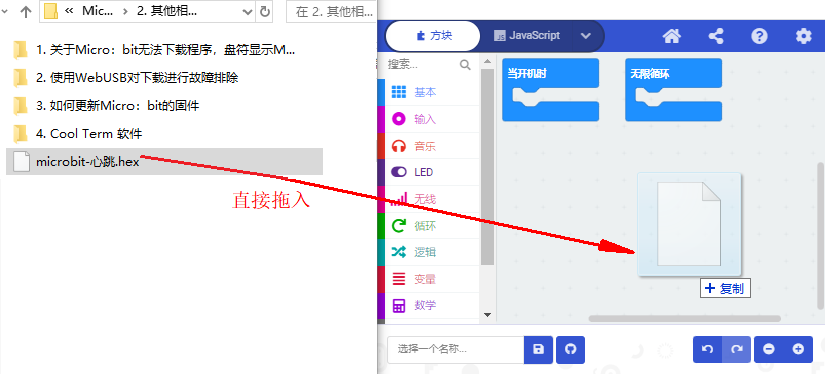 « Mic... › 2. 其他相...
在 2. 其他相...
1. 关于Micro：bit无法下载程序，盘符显示M...
2. 使用WebUSB对下载进行故障排除
3. 如何更新Micro：bit的固件
4. Cool Term 软件
microbit-心跳.hex
直接拖入
方块
JS JavaScript
搜索...
基本
输入
音乐
LED
无线
循环
逻辑
变量
数学
当开机时
无限循环
+ 复制
选择一个名称...